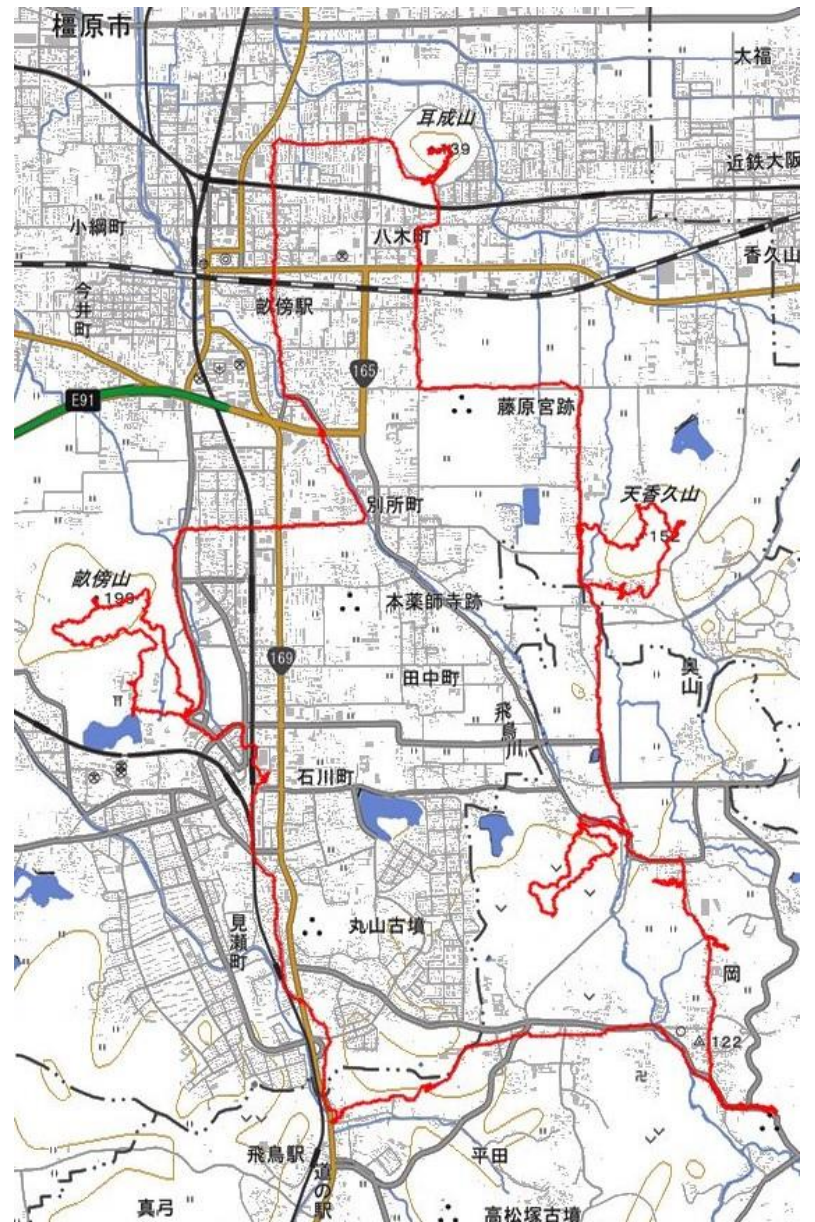 橿原市
大福
耳成山
139
近鉄大阪
小綱町
八木町
香久山
今井町
畝傍駅
165
E91
藤原宮跡
天香久山
別所町
152
畝傍山
199
本薬師寺跡
169
田中町
奥山
飛鳥川
石川町
見瀬町
丸山古墳
岡
122
飛鳥駅
道の駅
平田
真弓
高松塚古墳